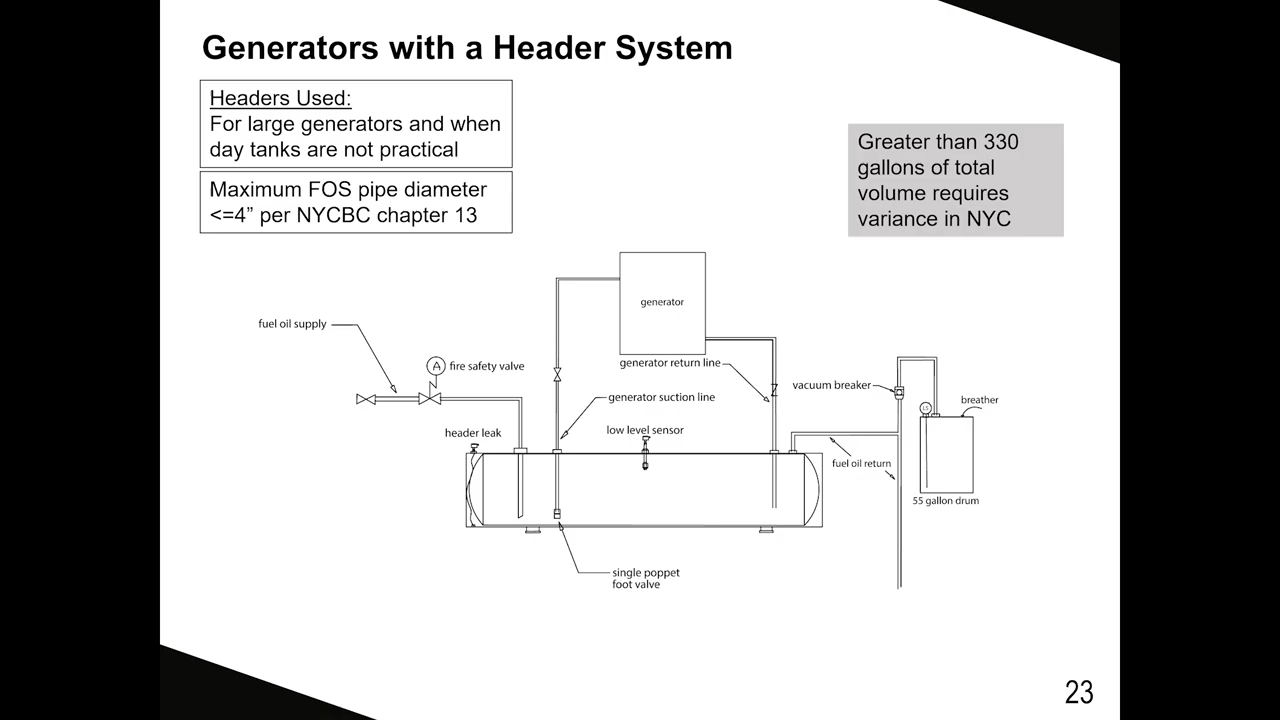 Generators with a Header System
Headers Used:
For large generators and when
day tanks are not practical
Maximum FOS pipe diameter
<=4” per NYCBC chapter 13
Greater than 330
gallons of total
volume requires
variance in NYC
generator
fuel oil supply
A
fire safety valve
generator return line
vacuum breaker
generator suction line
breather
LS
low level sensor
header leak
fuel oil return
55 gallon drum
single poppet
foot valve
23